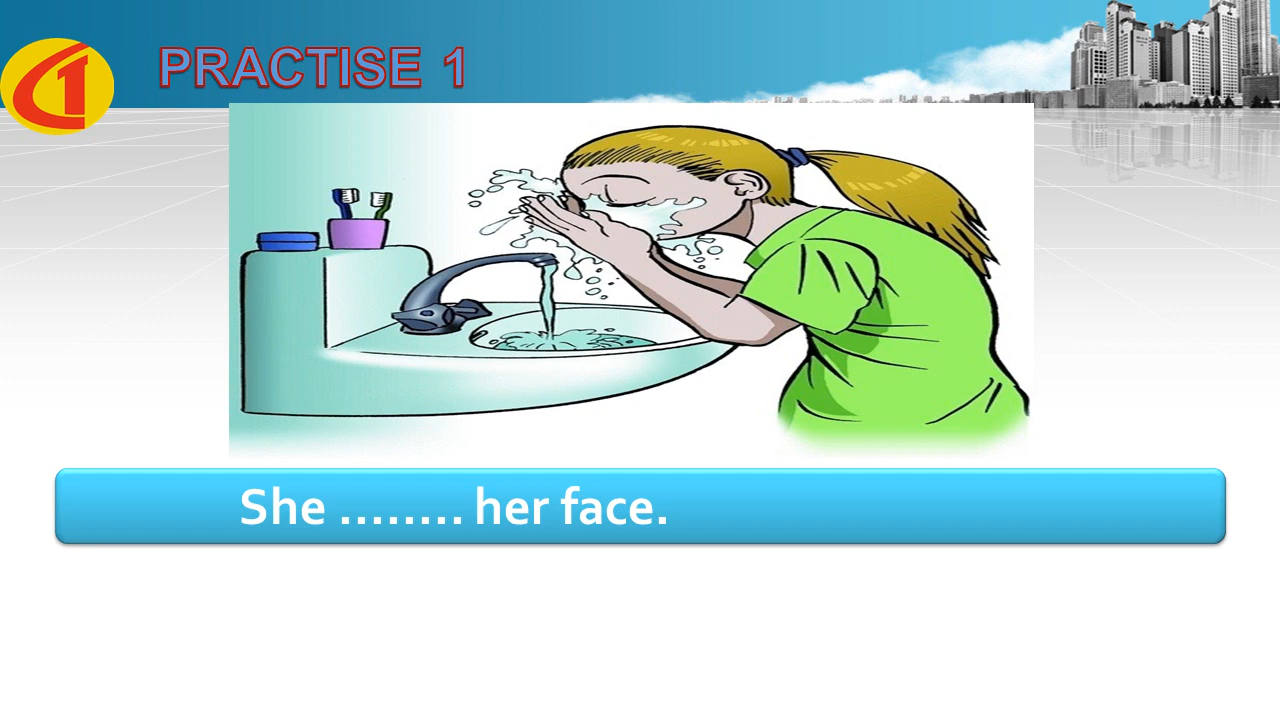 PRACTISE 1
She ........ her face.